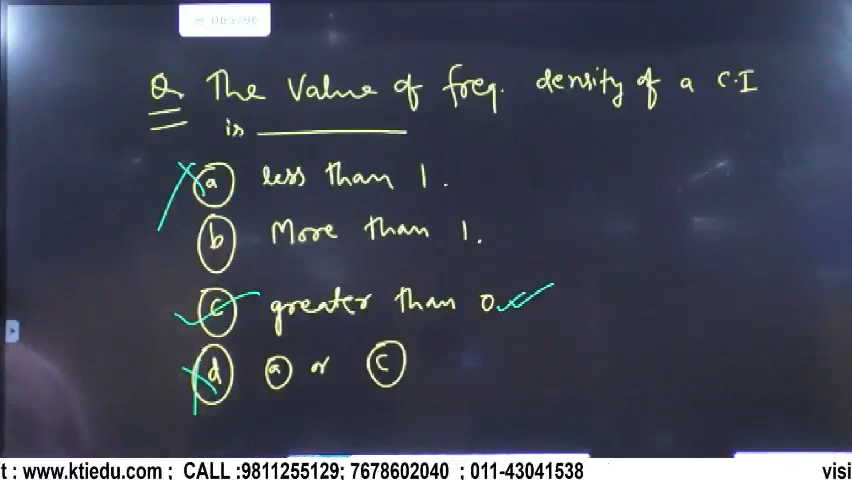 Q. The Value of freq. density of a C.I
is ________
a less than 1.
b More than 1.
c greater than 0
d a or c
t : www.ktiedu.com ; CALL :9811255129; 7678602040 ; 011-43041538 visi